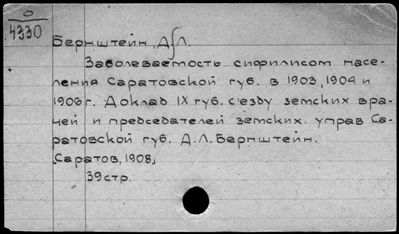 О
4330
Бернштейн, Д.Л.
Заболеваемость сифилисом насе-
ления Саратовской губ. в 1903, 1904 и
1906 г. Доклад IX губ. съезду земских вра-
чей и председателей земских. управ Са-
ратовской губ. Д.Л. Бернштейн.
Саратов, 1908,
39 стр.